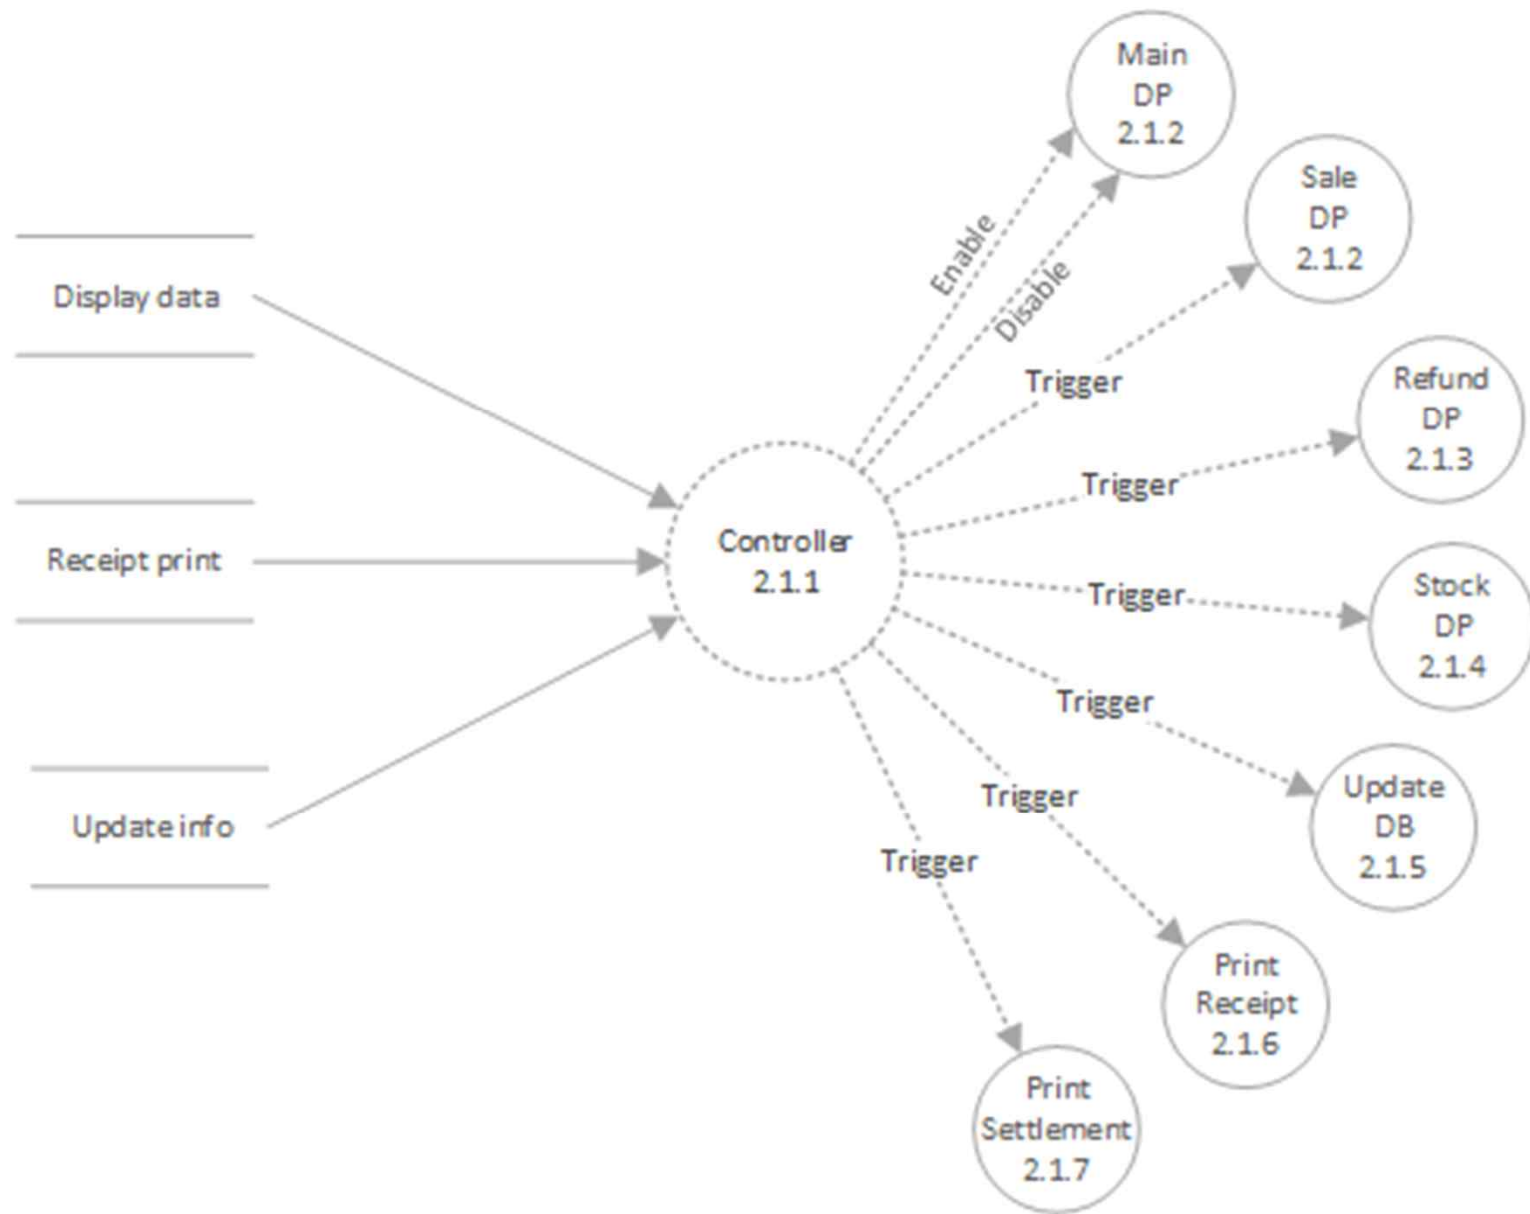 Main
DP
2.1.2
Sale
DP
2.1.2
Enable
Disable
Display data
Trigger
Refund
DP
2.1.3
Trigger
Receipt print
Controller
2.1.1
Trigger
Stock
DP
2.1.4
Trigger
Update info
Trigger
Update
DB
2.1.5
Trigger
Print
Receipt
2.1.6
Print
Settlement
2.1.7